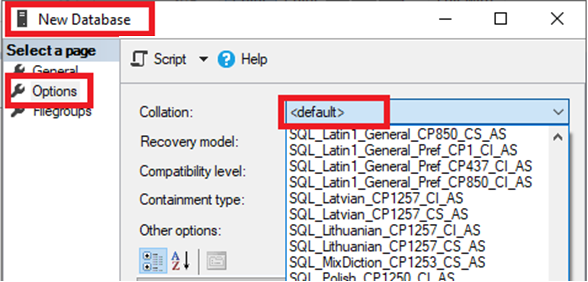 New Database
Select a page
General
Options
Filegroups
Script
Help
Collation:
<default>
Recovery model:
Compatibility level:
Containment type:
Other options:
SQL_Latin1_General_CP850_CS_AS
SQL_Latin1_General_Pref_CP1_CI_AS
SQL_Latin1_General_Pref_CP437_CI_AS
SQL_Latin1_General_Pref_CP850_CI_AS
SQL_Latvian_CP1257_CI_AS
SQL_Latvian_CP1257_CS_AS
SQL_Lithuanian_CP1257_CI_AS
SQL_Lithuanian_CP1257_CS_AS
SQL_MixDiction_CP1253_CS_AS
SQL_Polish_CP1250_CI_AS